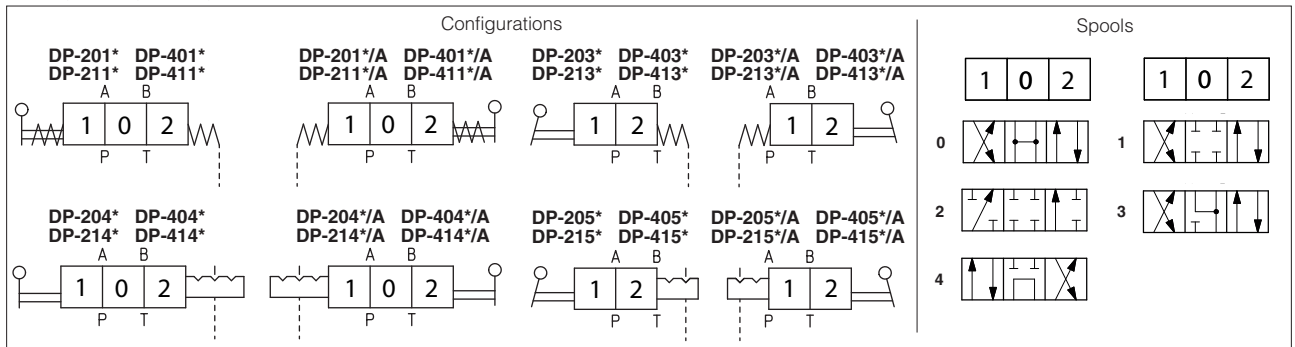 Configurations
Spools
DP-201* DP-401*
DP-211* DP-411*
A B
1 0 2
P T
DP-201*/A DP-401*/A
DP-211*/A DP-411*/A
A B
1 0 2
P T
DP-203* DP-403*
DP-213* DP-413*
A B
1 2
P T
DP-203*/A DP-403*/A
DP-213*/A DP-413*/A
A B
1 2
P T
DP-204* DP-404*
DP-214* DP-414*
A B
1 0 2
P T
DP-204*/A DP-404*/A
DP-214*/A DP-414*/A
A B
1 0 2
P T
DP-205* DP-405*
DP-215* DP-415*
A B
1 2
P T
DP-205*/A DP-405*/A
DP-215*/A DP-415*/A
A B
1 2
P T
1 0 2
1 0 2
0
1
2
3
4